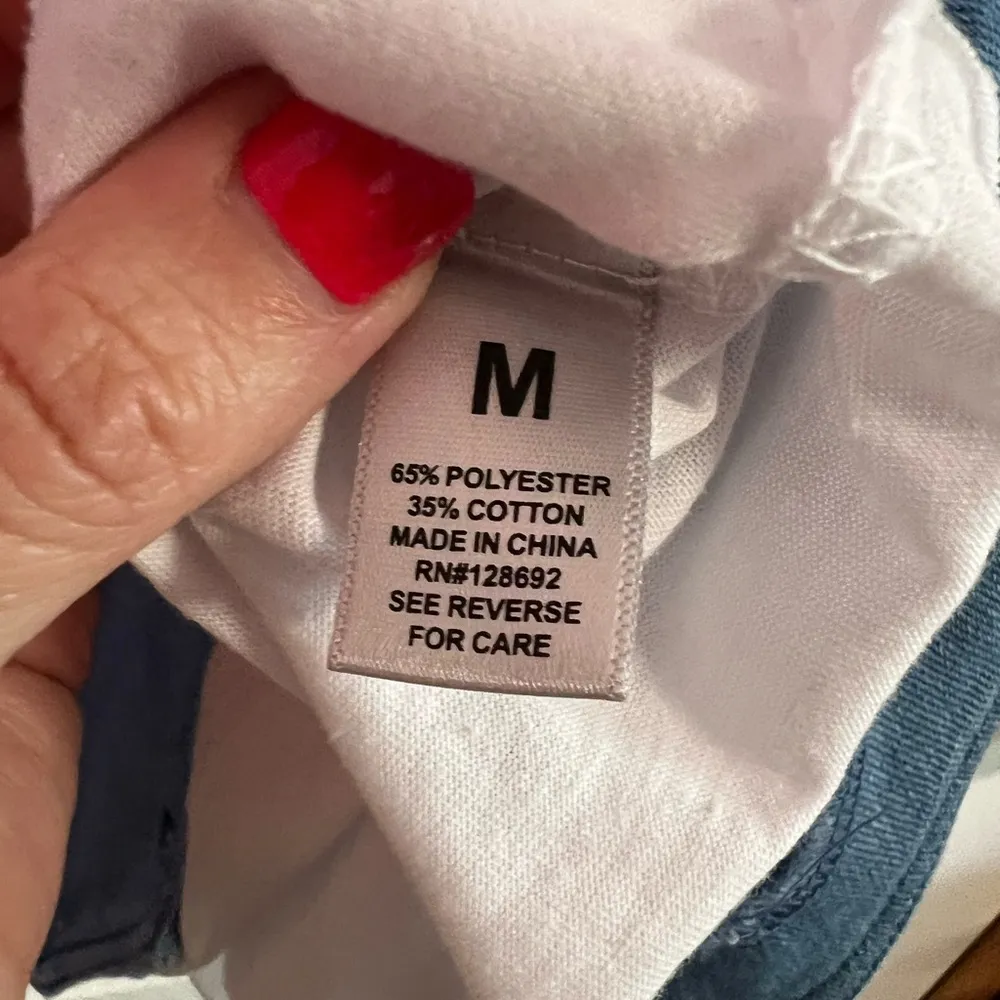 M
65% POLYESTER
35% COTTON
MADE IN CHINA
RN#128692
SEE REVERSE
FOR CARE